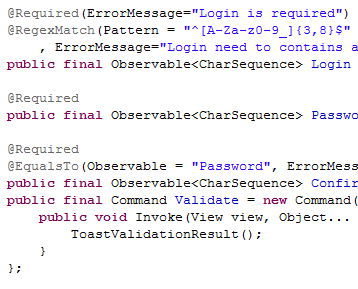 @Required(ErrorMessage="Login is required")
@RegexMatch(Pattern = "^[A-Za-z0-9_]{3,8}$"
, ErrorMessage="Login need to contains a
public final Observable<CharSequence> Login
@Required
public final Observable<CharSequence> Passwo
@Required
@EqualsTo(Observable = "Password", ErrorMess
public final Observable<CharSequence> Confir
public final Command Validate = new Command(
public void Invoke(View view, Object...
ToastValidationResult();
}
};